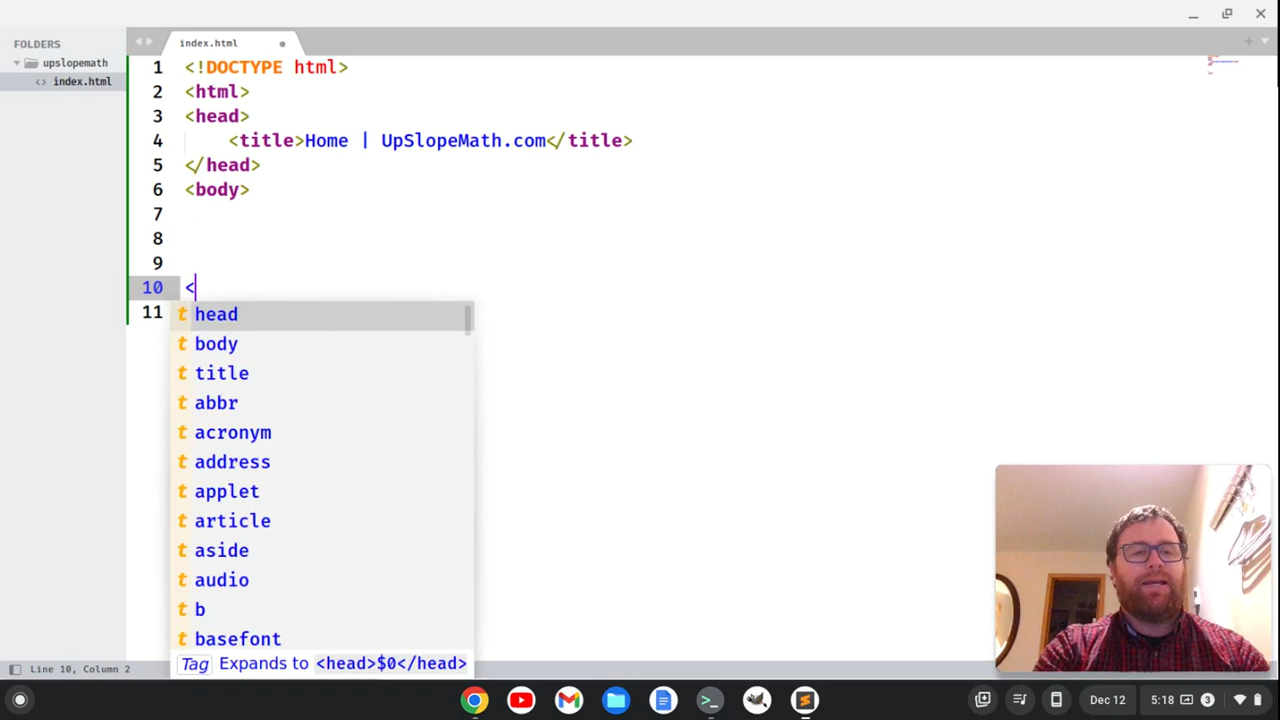 FOLDERS
upslopemath
index.html
index.html
1 <!DOCTYPE html>
2 <html>
3 <head>
4 <title>Home | UpSlopeMath.com</title>
5 </head>
6 <body>
7
8
9
10 <
11
t head
t body
t title
t abbr
t acronym
t address
t applet
t article
t aside
t audio
t b
t basefont
Tag Expands to <head>$0</head>
Line 10, Column 2
Dec 12
5:18
3